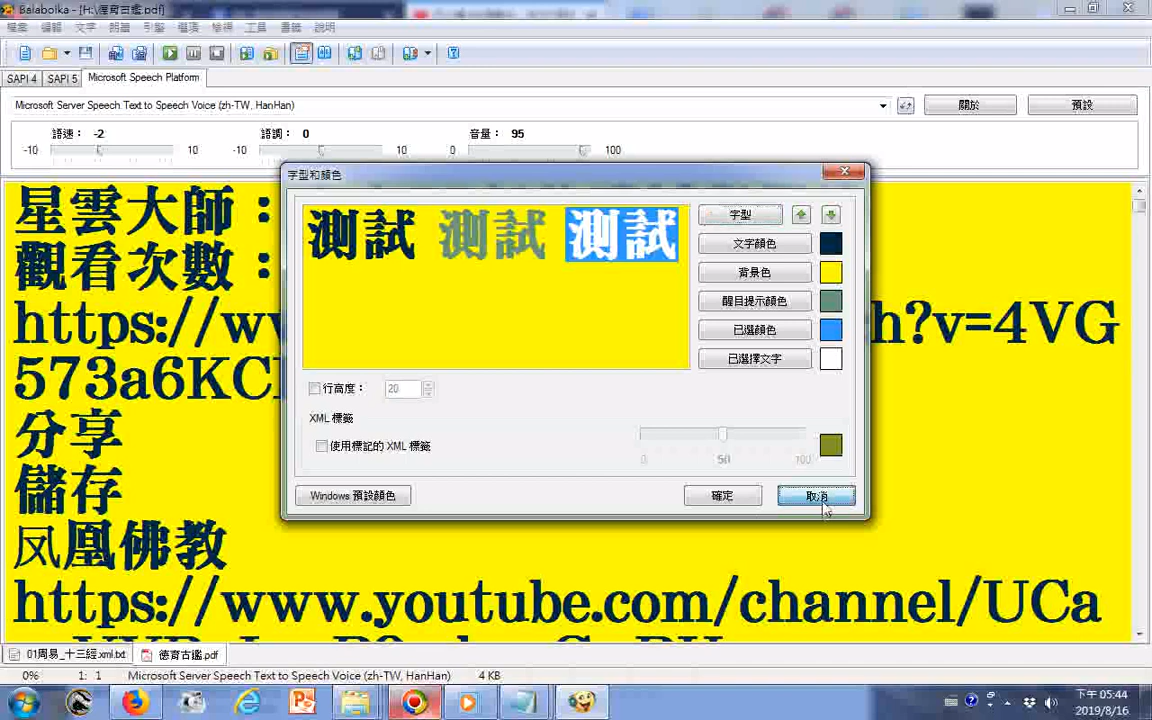 Balabolka - [H:\德育古鑑.pdf]
檔案 編輯 文字 朗讀 引擎 選項 檢視 工具 書籤 說明
SAPI 4 SAPI 5 Microsoft Speech Platform
Microsoft Server Speech Text to Speech Voice (zh-TW, HanHan) 關於 預設
語速： -2 語調： 0 音量： 95
-10 10 -10 10 0 100
字型和顏色
測試 測試 測試
字型
文字顏色
背景色
醒目提示顏色
已選顏色
已選擇文字
行高度： 20
XML 標籤
使用標記的 XML 標籤
0 50 100
Windows 預設顏色 確定 取消
星雲大師：
觀看次數：
https://w h?v=4VG
573a6KC
分享
儲存
凤凰佛教
https://www.youtube.com/channel/UCa
01周易_十三經.xml.txt 德育古鑑.pdf
0% 1: 1 Microsoft Server Speech Text to Speech Voice (zh-TW, HanHan) 4 KB
下午 05:44
2019/8/16